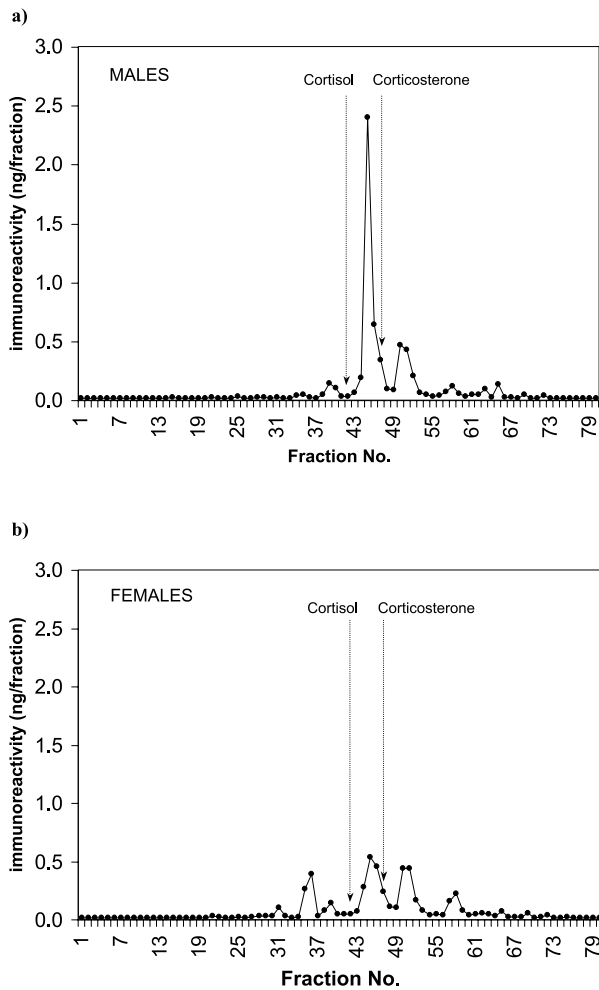 a)
3.0
MALES
Cortisol Corticosterone
2.5
2.0
1.5
1.0
0.5
0.0
immunoreactivity (ng/fraction)
1 7 13 19 25 31 37 43 49 55 61 67 73 79
Fraction No.
b)
3.0
FEMALES
Cortisol Corticosterone
2.5
2.0
1.5
1.0
0.5
0.0
immunoreactivity (ng/fraction)
1 7 13 19 25 31 37 43 49 55 61 67 73 79
Fraction No.